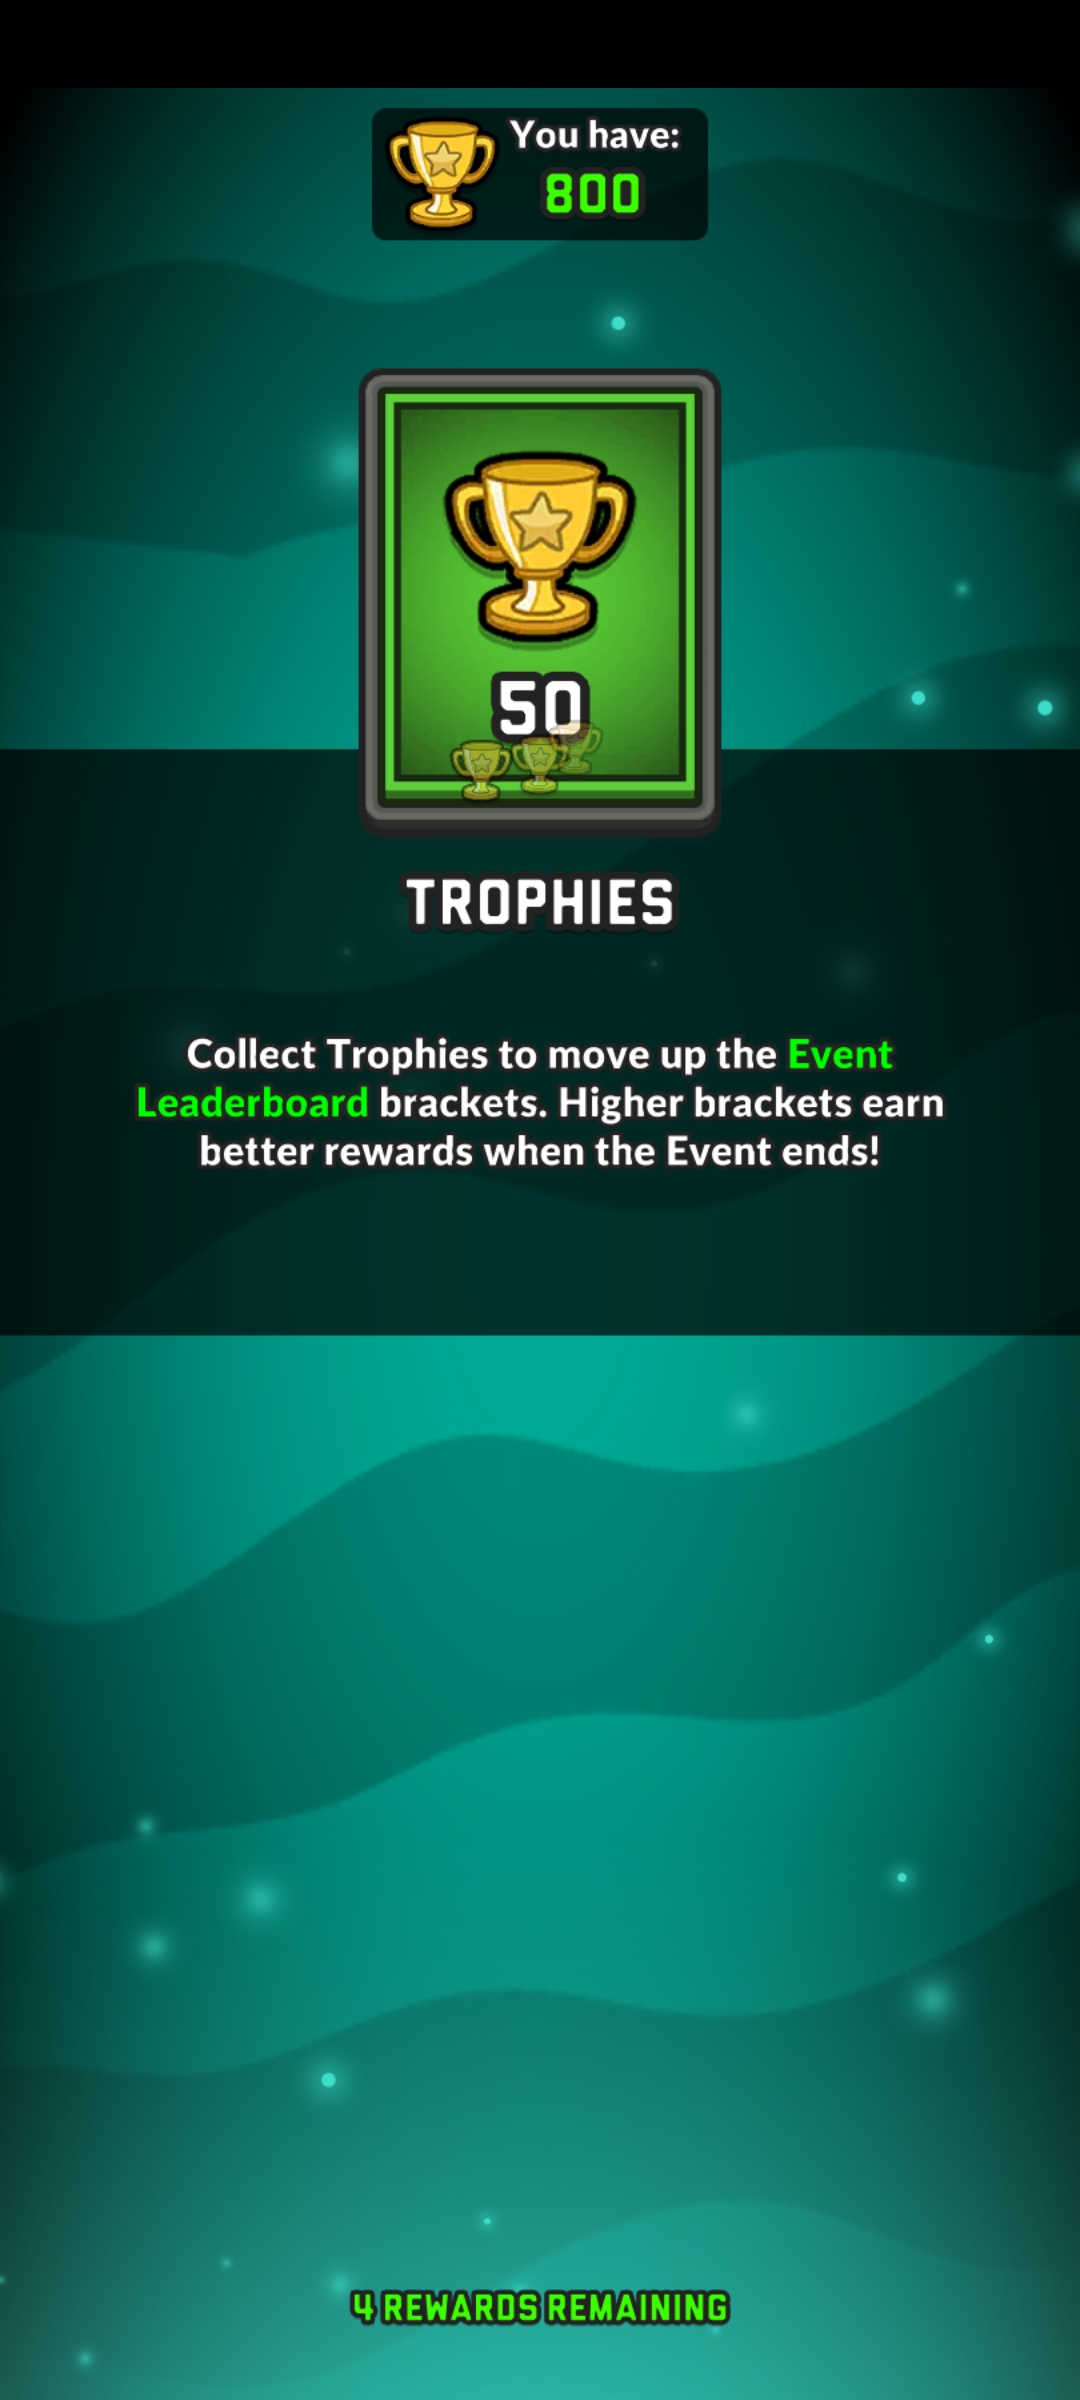 You have:
800
50
TROPHIES
Collect Trophies to move up the Event
Leaderboard brackets. Higher brackets earn
better rewards when the Event ends!
4 REWARDS REMAINING